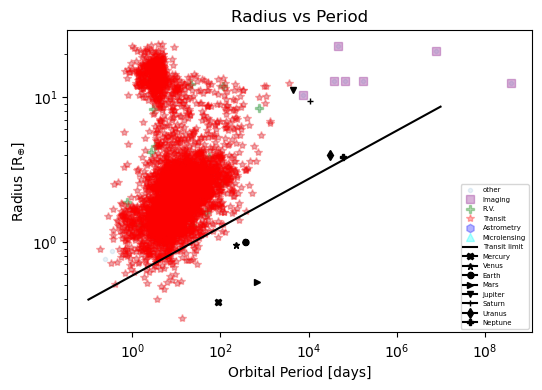 Radius vs Period
Radius [R⊕]
10¹
10⁰
other
Imaging
R.V.
Transit
Astrometry
Microlensing
Transit limit
Mercury
Venus
Earth
Mars
Jupiter
Saturn
Uranus
Neptune
10⁰ 10² 10⁴ 10⁶ 10⁸
Orbital Period [days]